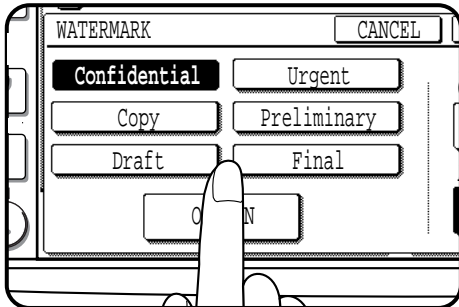 WATERMARK CANCEL
Confidential Urgent
Copy Preliminary
Draft Final